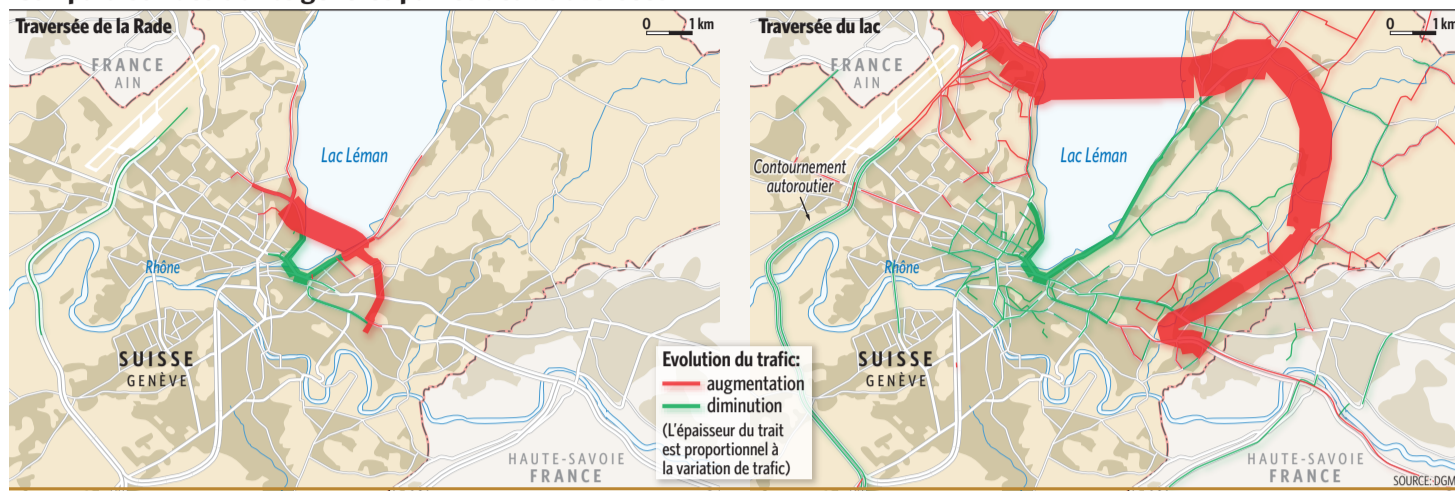 Traversée de la Rade
0 1 km
FRANCE
AIN
Lac Léman
Rhône
SUISSE
GENÈVE
HAUTE-SAVOIE
FRANCE
Evolution du trafic:
augmentation
diminution
(L'épaisseur du trait
est proportionnel à
la variation de trafic)
Traversée du lac
0 1 km
FRANCE
AIN
Lac Léman
Contournement
autoroutier
Rhône
SUISSE
GENÈVE
HAUTE-SAVOIE
FRANCE
SOURCE: DGM